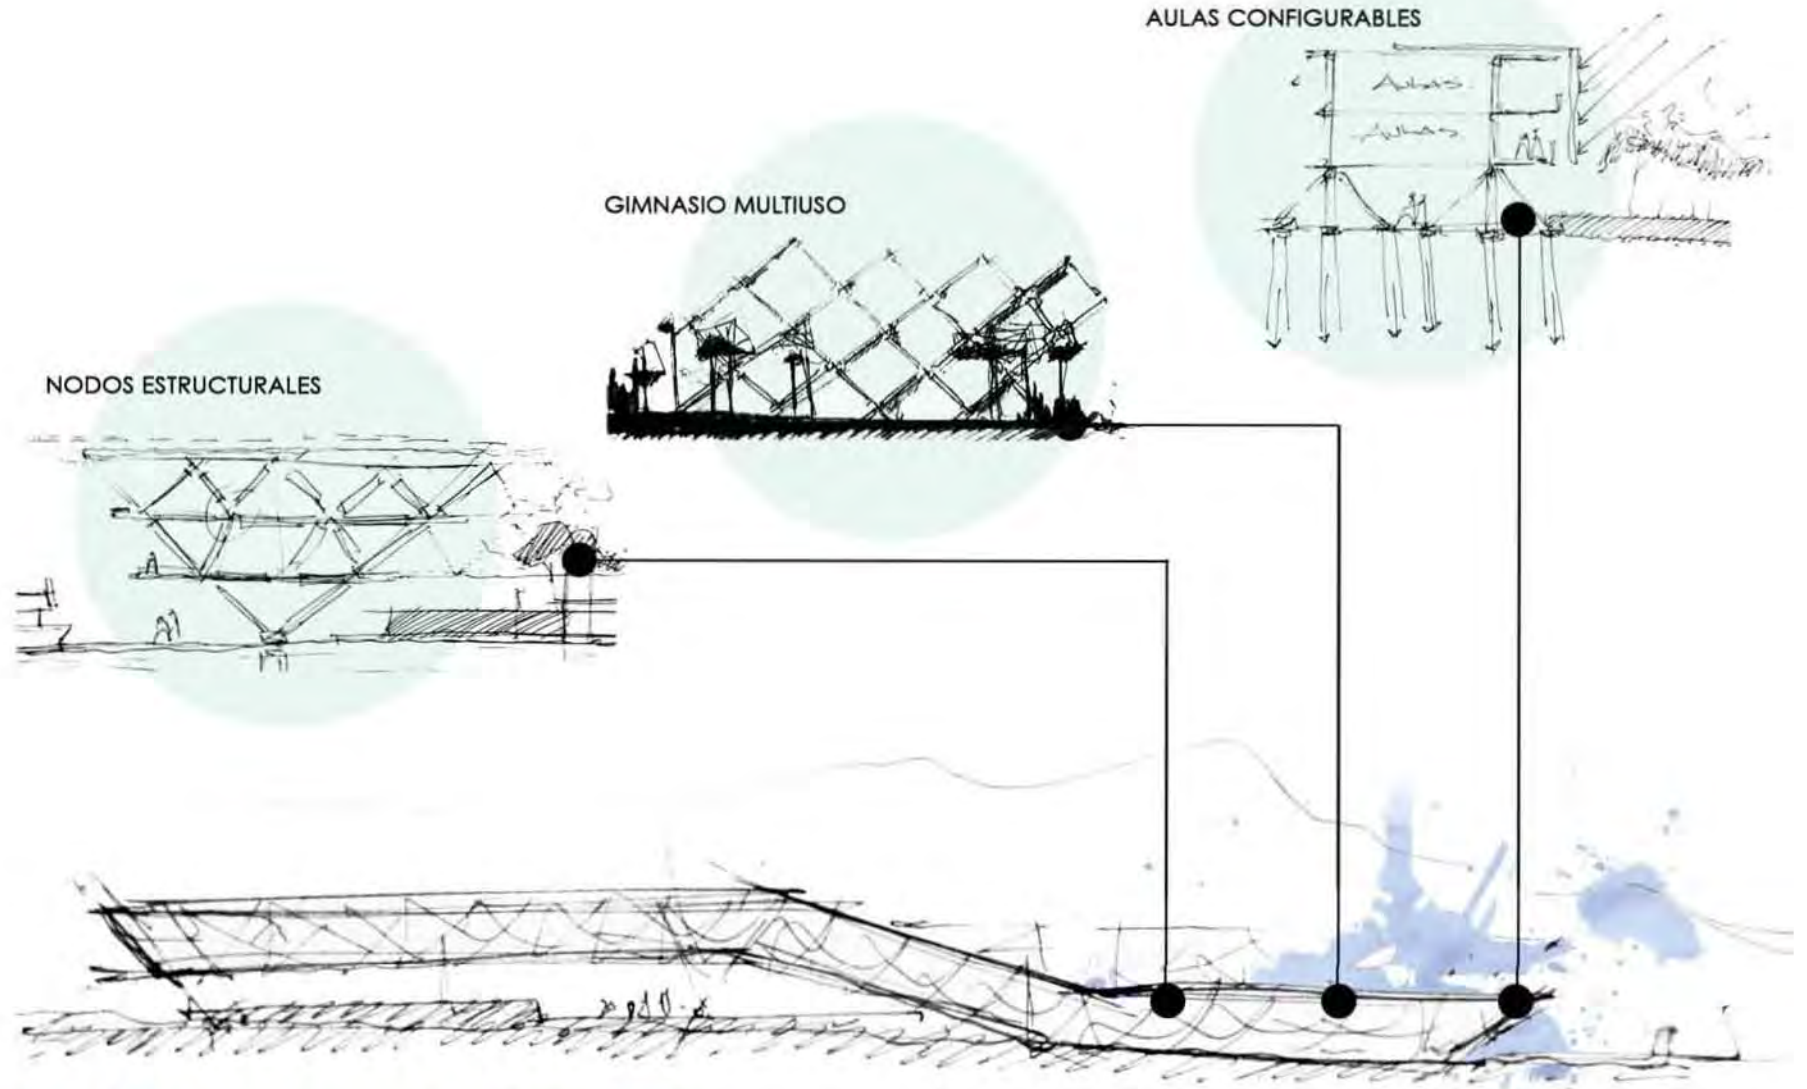 AULAS CONFIGURABLES
AULAS
AULAS
GIMNASIO MULTIUSO
NODOS ESTRUCTURALES